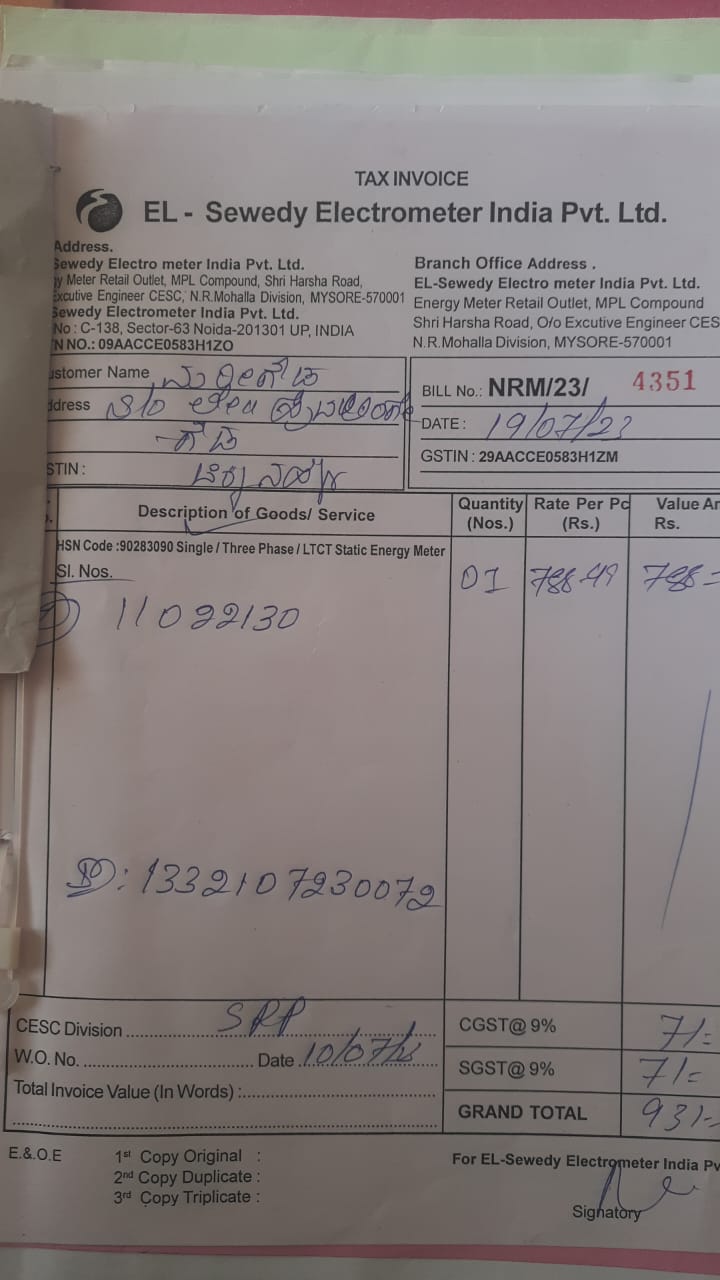 TAX INVOICE
EL - Sewedy Electrometer India Pvt. Ltd.
Address.
Sewedy Electro meter India Pvt. Ltd.
y Meter Retail Outlet, MPL Compound, Shri Harsha Road,
Excutive Engineer CESC, N.R.Mohalla Division, MYSORE-570001
Sewedy Electrometer India Pvt. Ltd.
No : C-138, Sector-63 Noida-201301 UP, INDIA
N NO.: 09AACCE0583H1ZO
Branch Office Address .
EL-Sewedy Electro meter India Pvt. Ltd.
Energy Meter Retail Outlet, MPL Compound
Shri Harsha Road, O/o Excutive Engineer CES
N.R.Mohalla Division, MYSORE-570001
ustomer Name
ddress S/o
STIN :
BILL No.: NRM/23/ 4351
DATE : 19/07/23
GSTIN : 29AACCE0583H1ZM
Description of Goods/ Service Quantity (Nos.) Rate Per Pc (Rs.) Value Ar Rs.
HSN Code :90283090 Single / Three Phase / LTCT Static Energy Meter
Sl. Nos. 01 788-49 788=
1) 11022130
1332107230072
CESC Division SRP
W.O. No. Date 10/07/23
Total Invoice Value (In Words) :
CGST@ 9% 71=
SGST@ 9% 71=
GRAND TOTAL 931=
E.&.O.E 1st Copy Original :
2nd Copy Duplicate :
3rd Copy Triplicate :
For EL-Sewedy Electrometer India Pv
Signatory